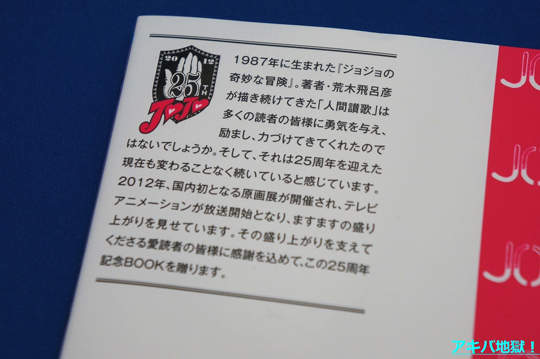 2012
25TH
JoJo
1987年に生まれた『ジョジョの
奇妙な冒険』。著者・荒木飛呂彦
が描き続けてきた「人間讃歌」は
多くの読者の皆様に勇気を与え、
励まし、力づけてきてくれたので
はないでしょうか。そして、それは25周年を迎えた
現在も変わることなく続いていると感じています。
2012年、国内初となる原画展が開催され、テレビ
アニメーションが放送開始となり、ますますの盛り
上がりを見せています。その盛り上がりを支えて
くださる愛読者の皆様に感謝を込めて、この25周年
記念BOOKを贈ります。
アキバ地獄！